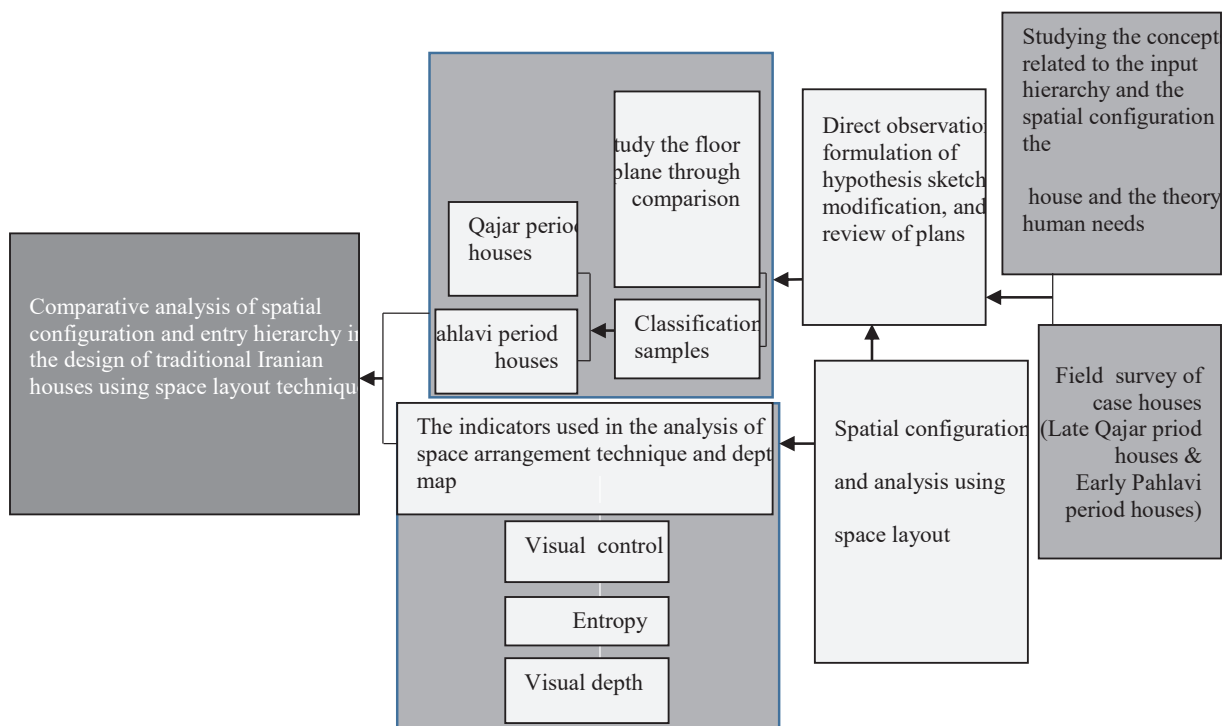 Studying the concept
related to the input
hierarchy and the
spatial configuration
the
house and the theory
human needs
Direct observatio
formulation of
hypothesis sketch
modification, and
review of plans
tudy the floor
plane through
comparison
Qajar period
houses
Classification
samples
ahlavi period
houses
Comparative analysis of spatial
configuration and entry hierarchy in
the design of traditional Iranian
houses using space layout techniqu
Field survey of
case houses
(Late Qajar priod
houses &
Early Pahlavi
period houses)
Spatial configuration
and analysis using
space layout
The indicators used in the analysis of
space arrangement technique and dept
map
Visual control
Entropy
Visual depth